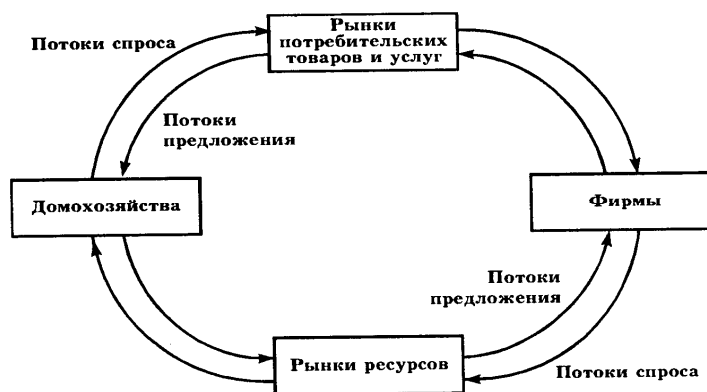 Рынки
потребительских
товаров и услуг
Потоки спроса
Потоки
предложения
Домохозяйства
Фирмы
Потоки
предложения
Рынки ресурсов
Потоки спроса